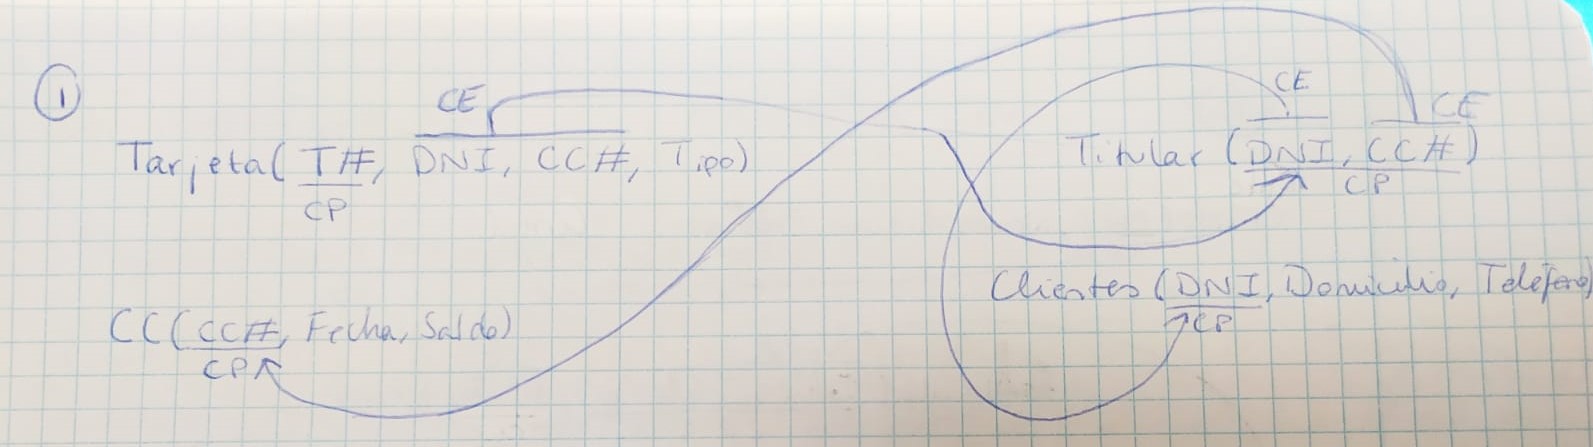 1
CE
CE
CE
Tarjeta( T#, DNI, CC#, Tipo)
CP
Titular (DNI, CC#)
CP
Clientes (DNI, Domicilio, Teléfono)
CP
CC(CC#, Fecha, Saldo)
CP